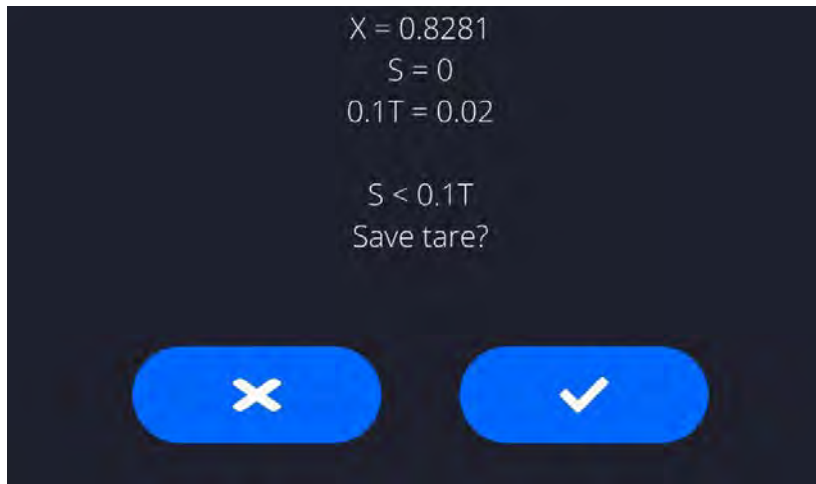 X = 0.8281
S = 0
0.1T = 0.02
S < 0.1T
Save tare?